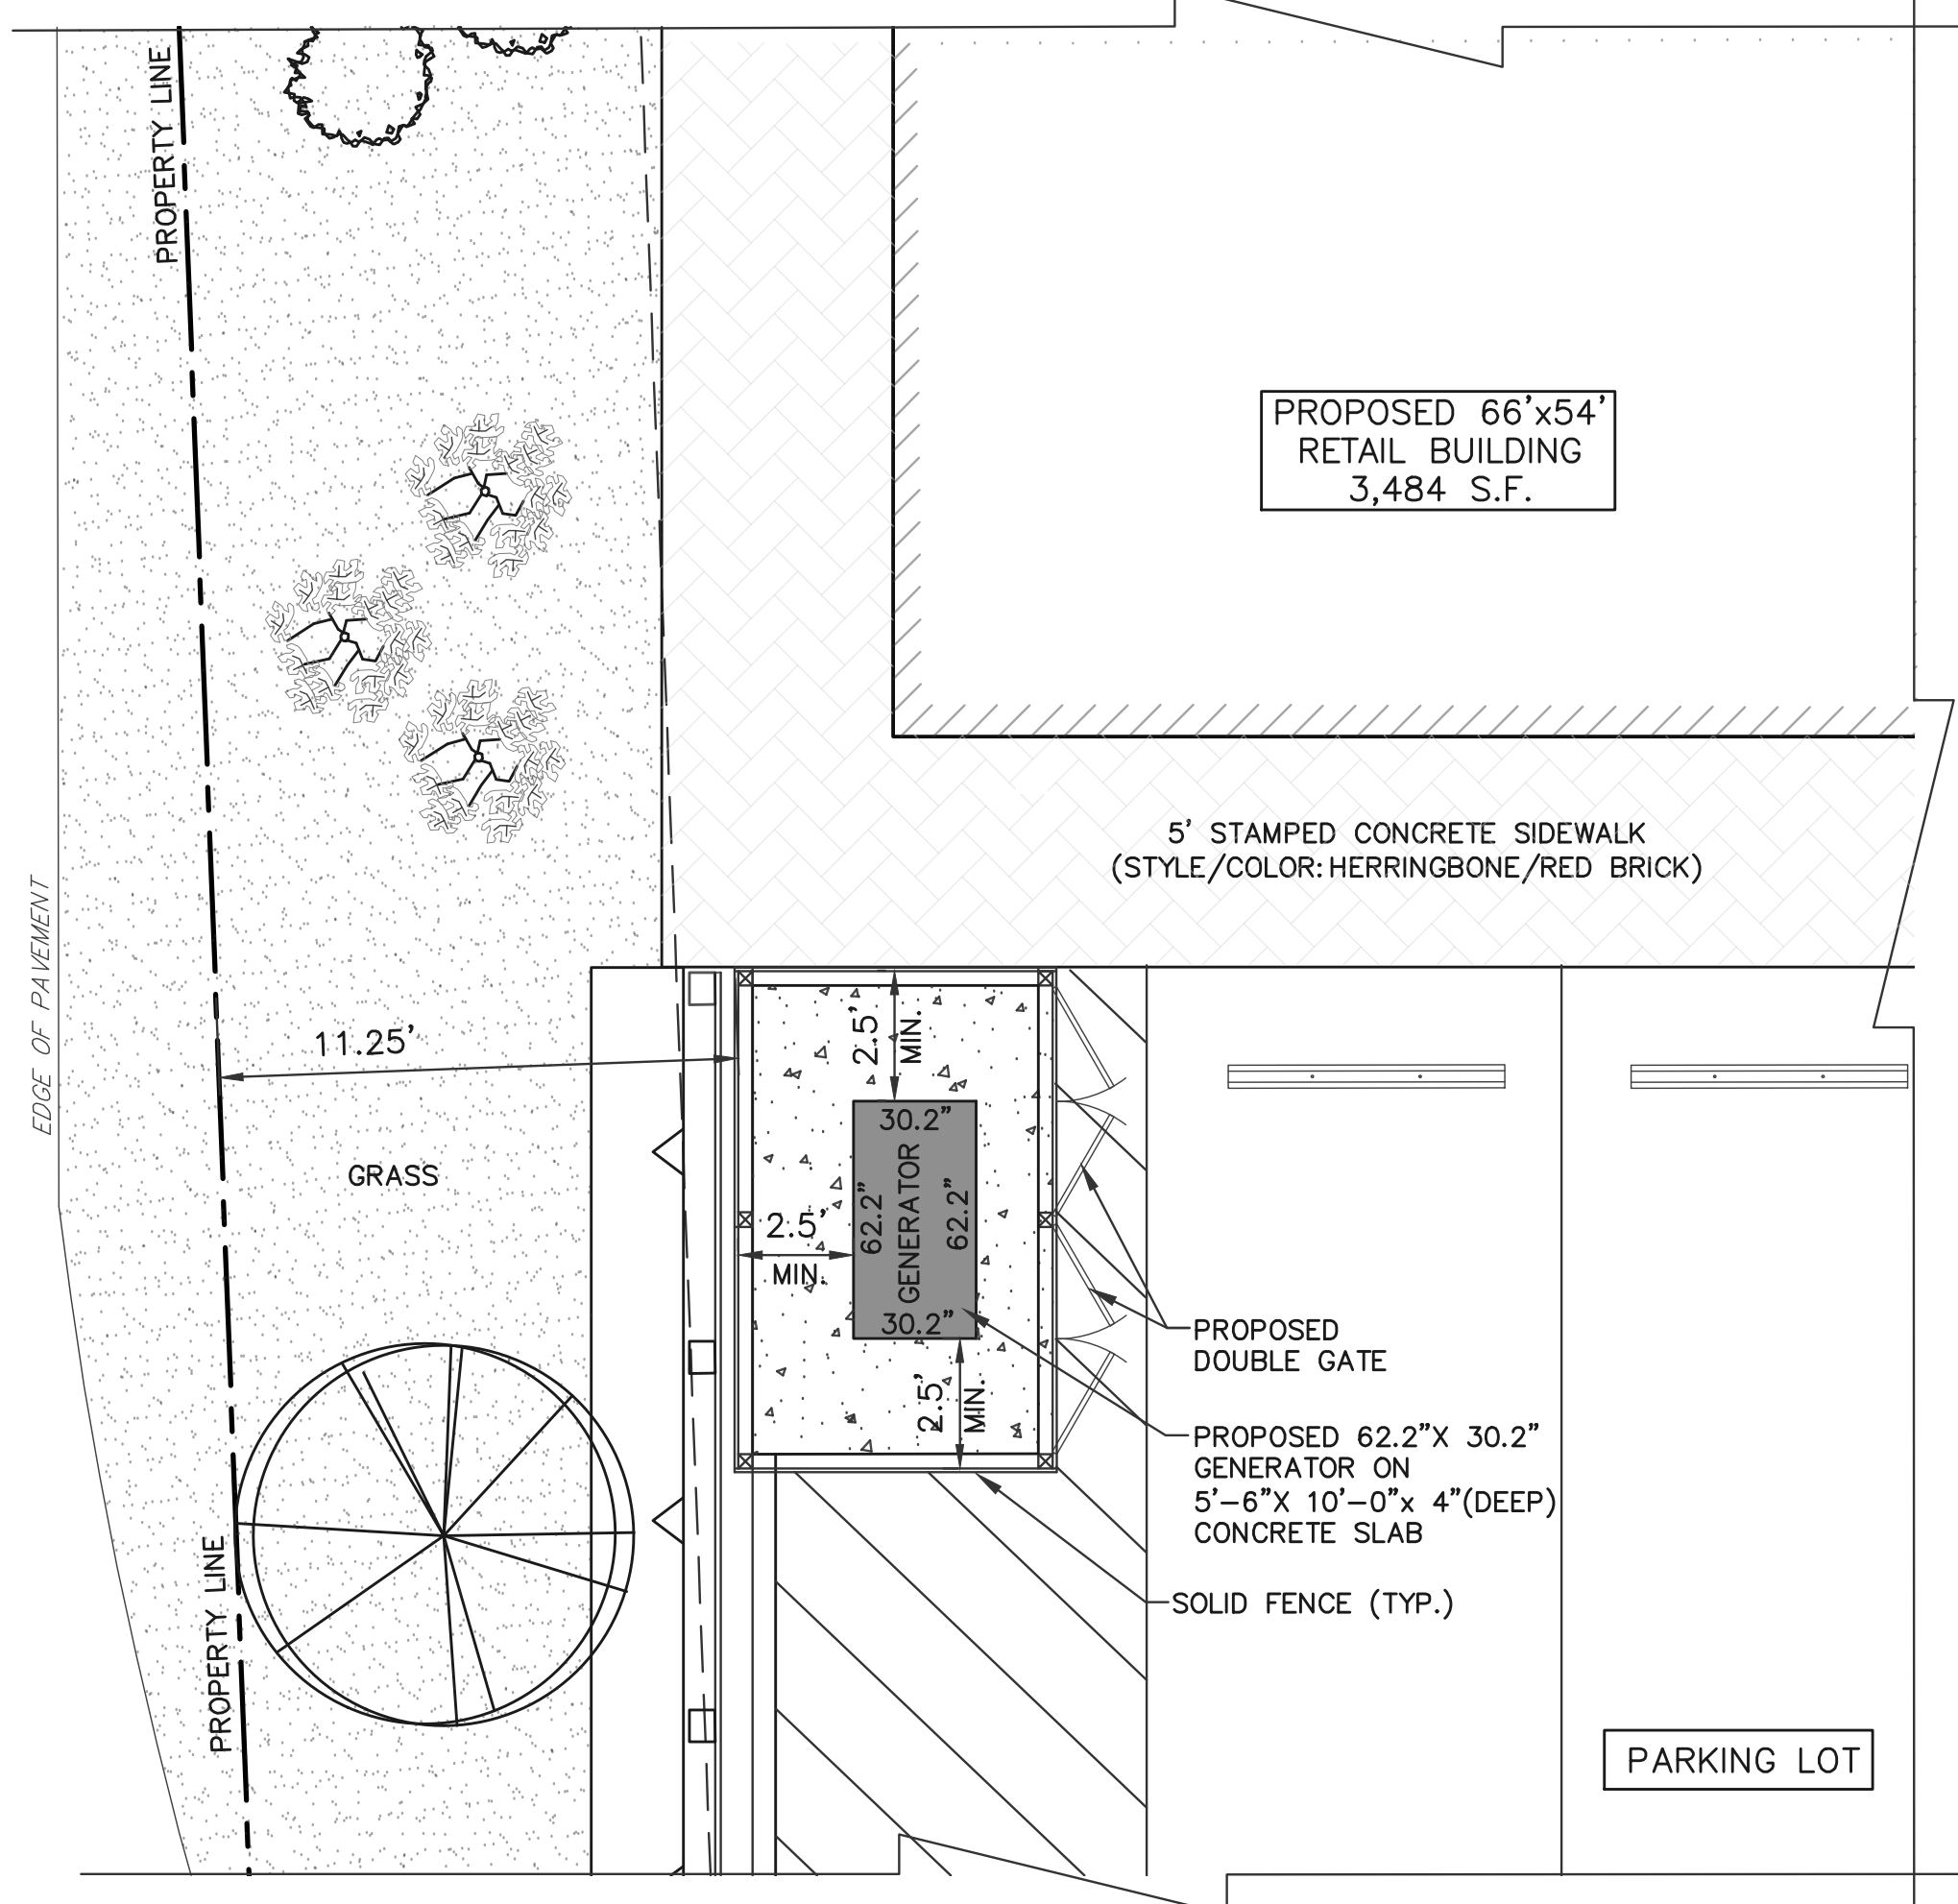 PROPERTY LINE
PROPOSED 66'x54'
RETAIL BUILDING
3,484 S.F.
5' STAMPED CONCRETE SIDEWALK
(STYLE/COLOR: HERRINGBONE/RED BRICK)
EDGE OF PAVEMENT
11.25'
2.5'
MIN.
30.2"
62.2"
GENERATOR
62.2"
30.2"
2.5'
MIN.
GRASS
2.5'
MIN.
PROPOSED
DOUBLE GATE
PROPOSED 62.2"X 30.2"
GENERATOR ON
5'-6"X 10'-0"x 4"(DEEP)
CONCRETE SLAB
SOLID FENCE (TYP.)
PROPERTY LINE
PARKING LOT